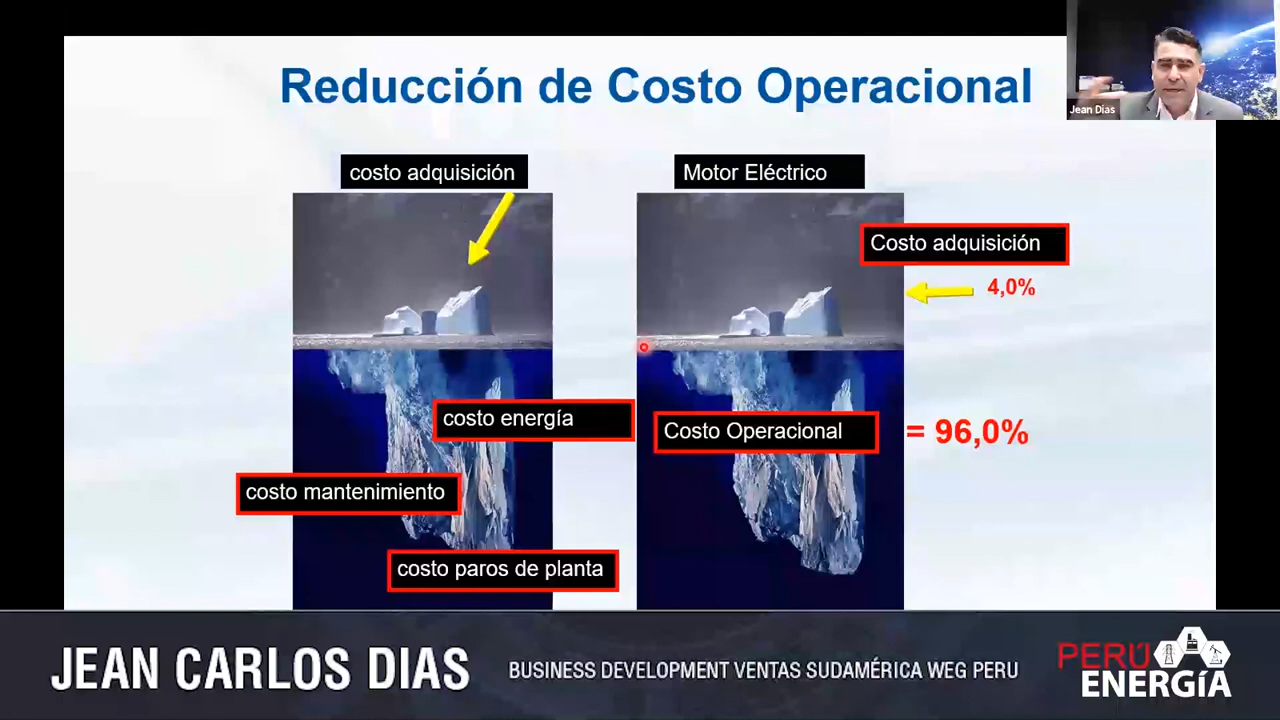 Reducción de Costo Operacional
Jean Dias
costo adquisición
Motor Eléctrico
Costo adquisición
4,0%
costo energía
Costo Operacional
= 96,0%
costo mantenimiento
costo paros de planta
JEAN CARLOS DIAS
BUSINESS DEVELOPMENT VENTAS SUDAMÉRICA WEG PERU
PERÚ
ENERGÍA